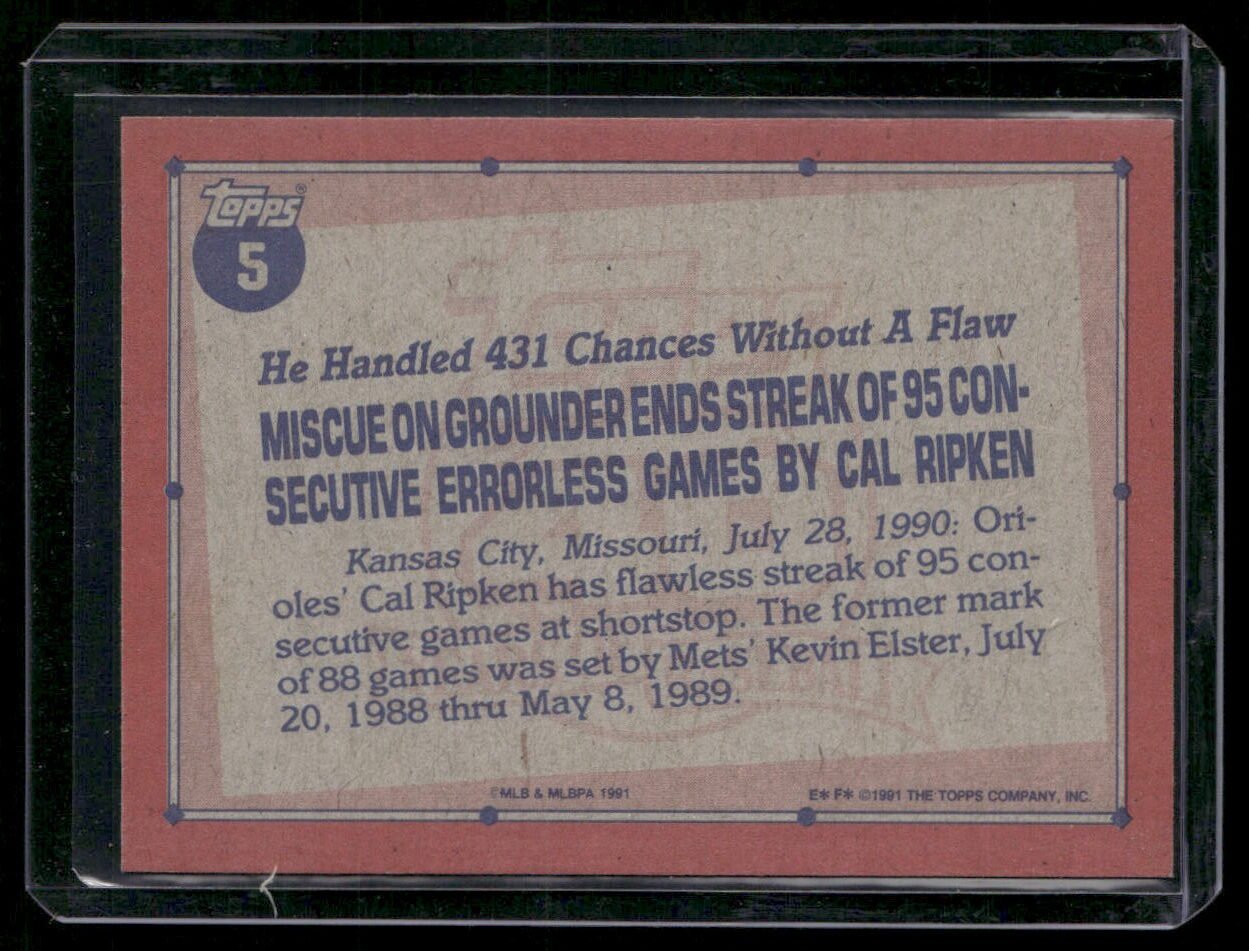 Topps®
5
He Handled 431 Chances Without A Flaw
MISCUE ON GROUNDER ENDS STREAK OF 95 CON-
SECUTIVE ERRORLESS GAMES BY CAL RIPKEN
Kansas City, Missouri, July 28, 1990: Ori-
oles' Cal Ripken has flawless streak of 95 con-
secutive games at shortstop. The former mark
of 88 games was set by Mets' Kevin Elster, July
20, 1988 thru May 8, 1989.
©MLB & MLBPA 1991
E* F* ©1991 THE TOPPS COMPANY, INC.